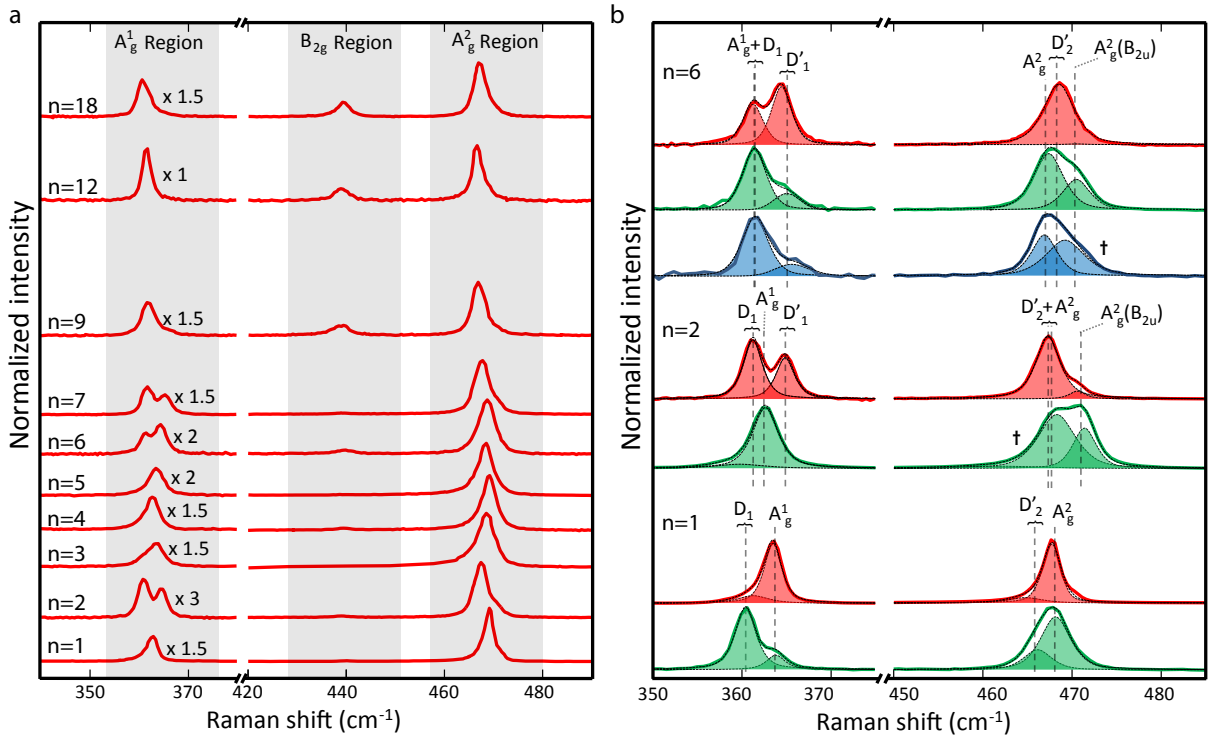 a
A¹g Region
B2g Region
A²g Region
n=18
x 1.5
n=12
x 1
n=9
x 1.5
n=7
x 1.5
n=6
x 2
n=5
x 2
n=4
x 1.5
n=3
x 1.5
n=2
x 3
n=1
x 1.5
Normalized intensity
350
370
420
440
460
480
Raman shift (cm⁻¹)
b
n=6
A¹g+D1
D'1
A²g
D'2
A²g(B2u)
†
n=2
D1
A¹g
D'1
D'2+A²g
A²g(B2u)
†
n=1
D1
A¹g
D'2
A²g
Normalized intensity
350
360
370
450
460
470
480
Raman shift (cm⁻¹)